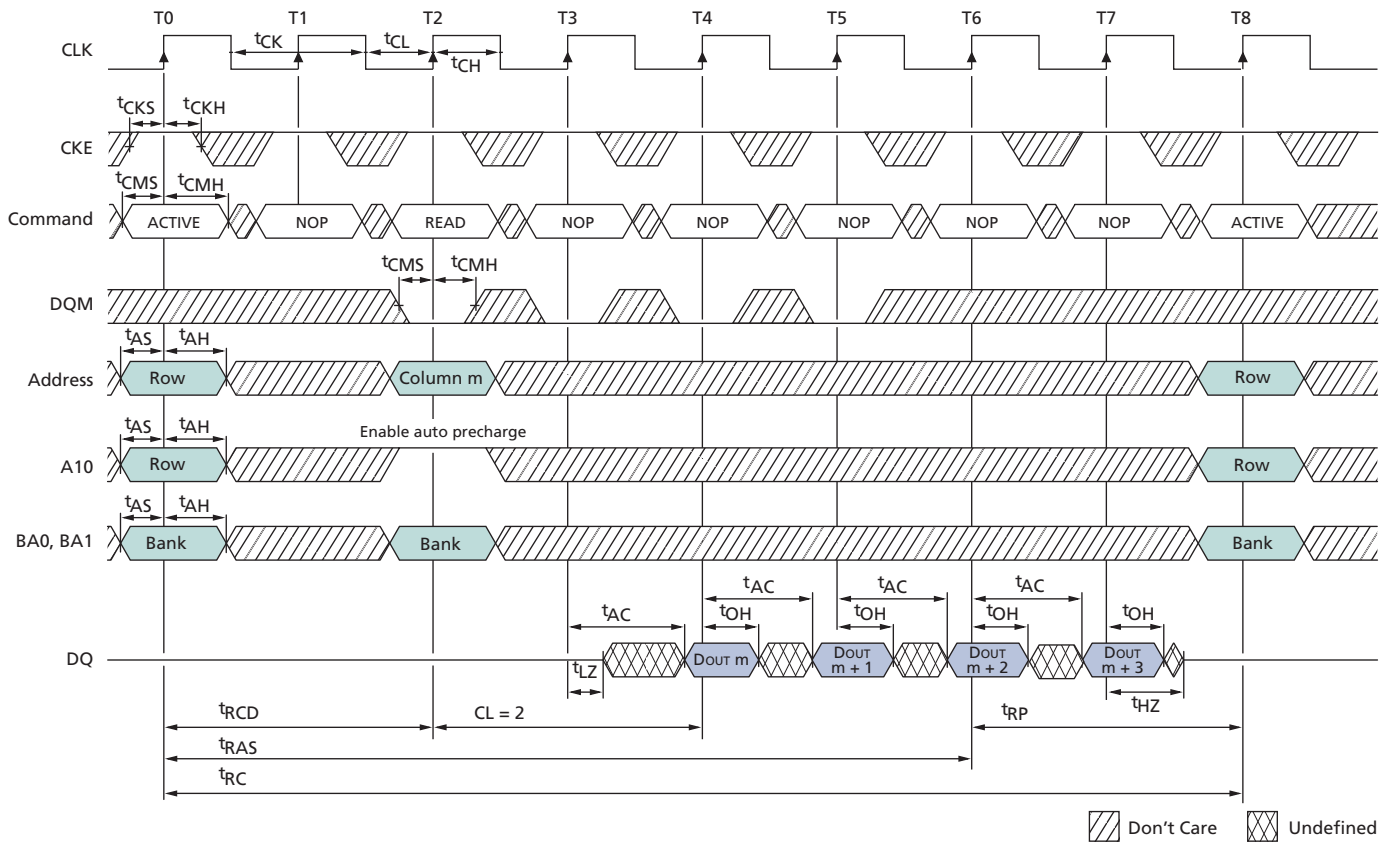 T0 T1 T2 T3 T4 T5 T6 T7 T8
CLK
tCK tCL
tCH
tCKS tCKH
CKE
tCMS tCMH
Command ACTIVE NOP READ NOP NOP NOP NOP NOP ACTIVE
tCMS tCMH
DQM
tAS tAH
Address Row Column m Row
tAS tAH
Enable auto precharge
A10 Row Row
tAS tAH
BA0, BA1 Bank Bank Bank
tAC tAC tAC
tAC tOH tOH tOH tOH
DQ DOUT m DOUT m + 1 DOUT m + 2 DOUT m + 3
tLZ tHZ
tRCD CL = 2 tRP
tRAS
tRC
Don't Care Undefined